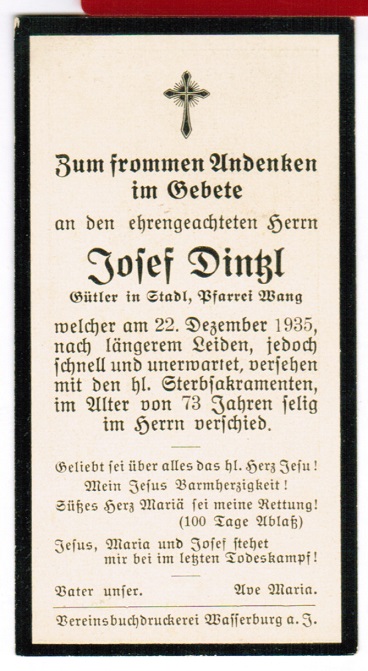 Zum frommen Andenken
im Gebete
an den ehrengeachteten Herrn
Josef Dintzl
Gütler in Stadl, Pfarrei Wang
welcher am 22. Dezember 1935,
nach längerem Leiden, jedoch
schnell und unerwartet, versehen
mit den hl. Sterbsakramenten,
im Alter von 73 Jahren selig
im Herrn verschied.
Geliebt sei über alles das hl. Herz Jesu!
Mein Jesus Barmherzigkeit!
Süßes Herz Mariä sei meine Rettung!
(100 Tage Ablaß)
Jesus, Maria und Josef stehet
mir bei im letzten Todeskampf!
Vater unser. Ave Maria.
Vereinsbuchdruckerei Wasserburg a. J.